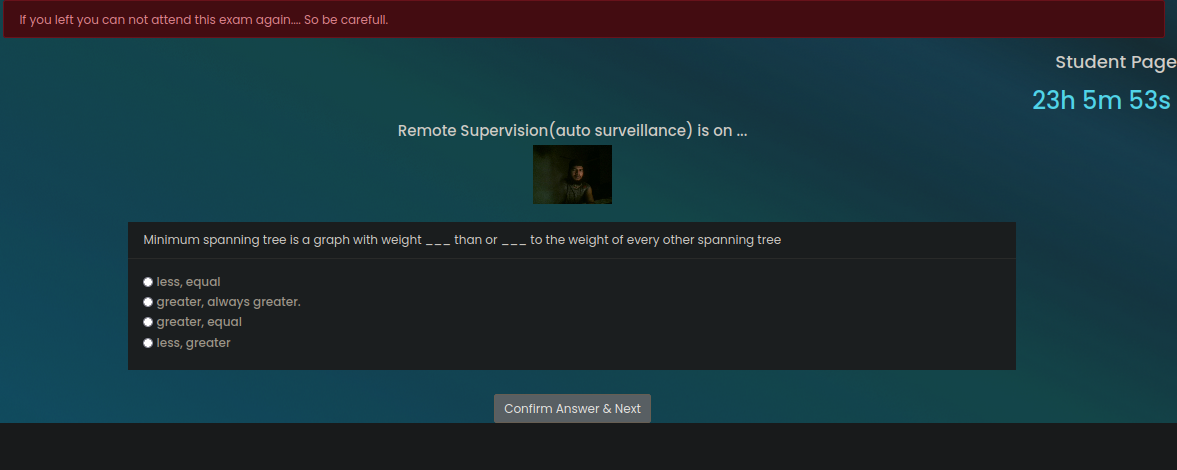 If you left you can not attend this exam again.... So be carefull.
Student Page
23h 5m 53s
Remote Supervision(auto surveillance) is on ...
Minimum spanning tree is a graph with weight ___ than or ___ to the weight of every other spanning tree
less, equal
greater, always greater.
greater, equal
less, greater
Confirm Answer & Next